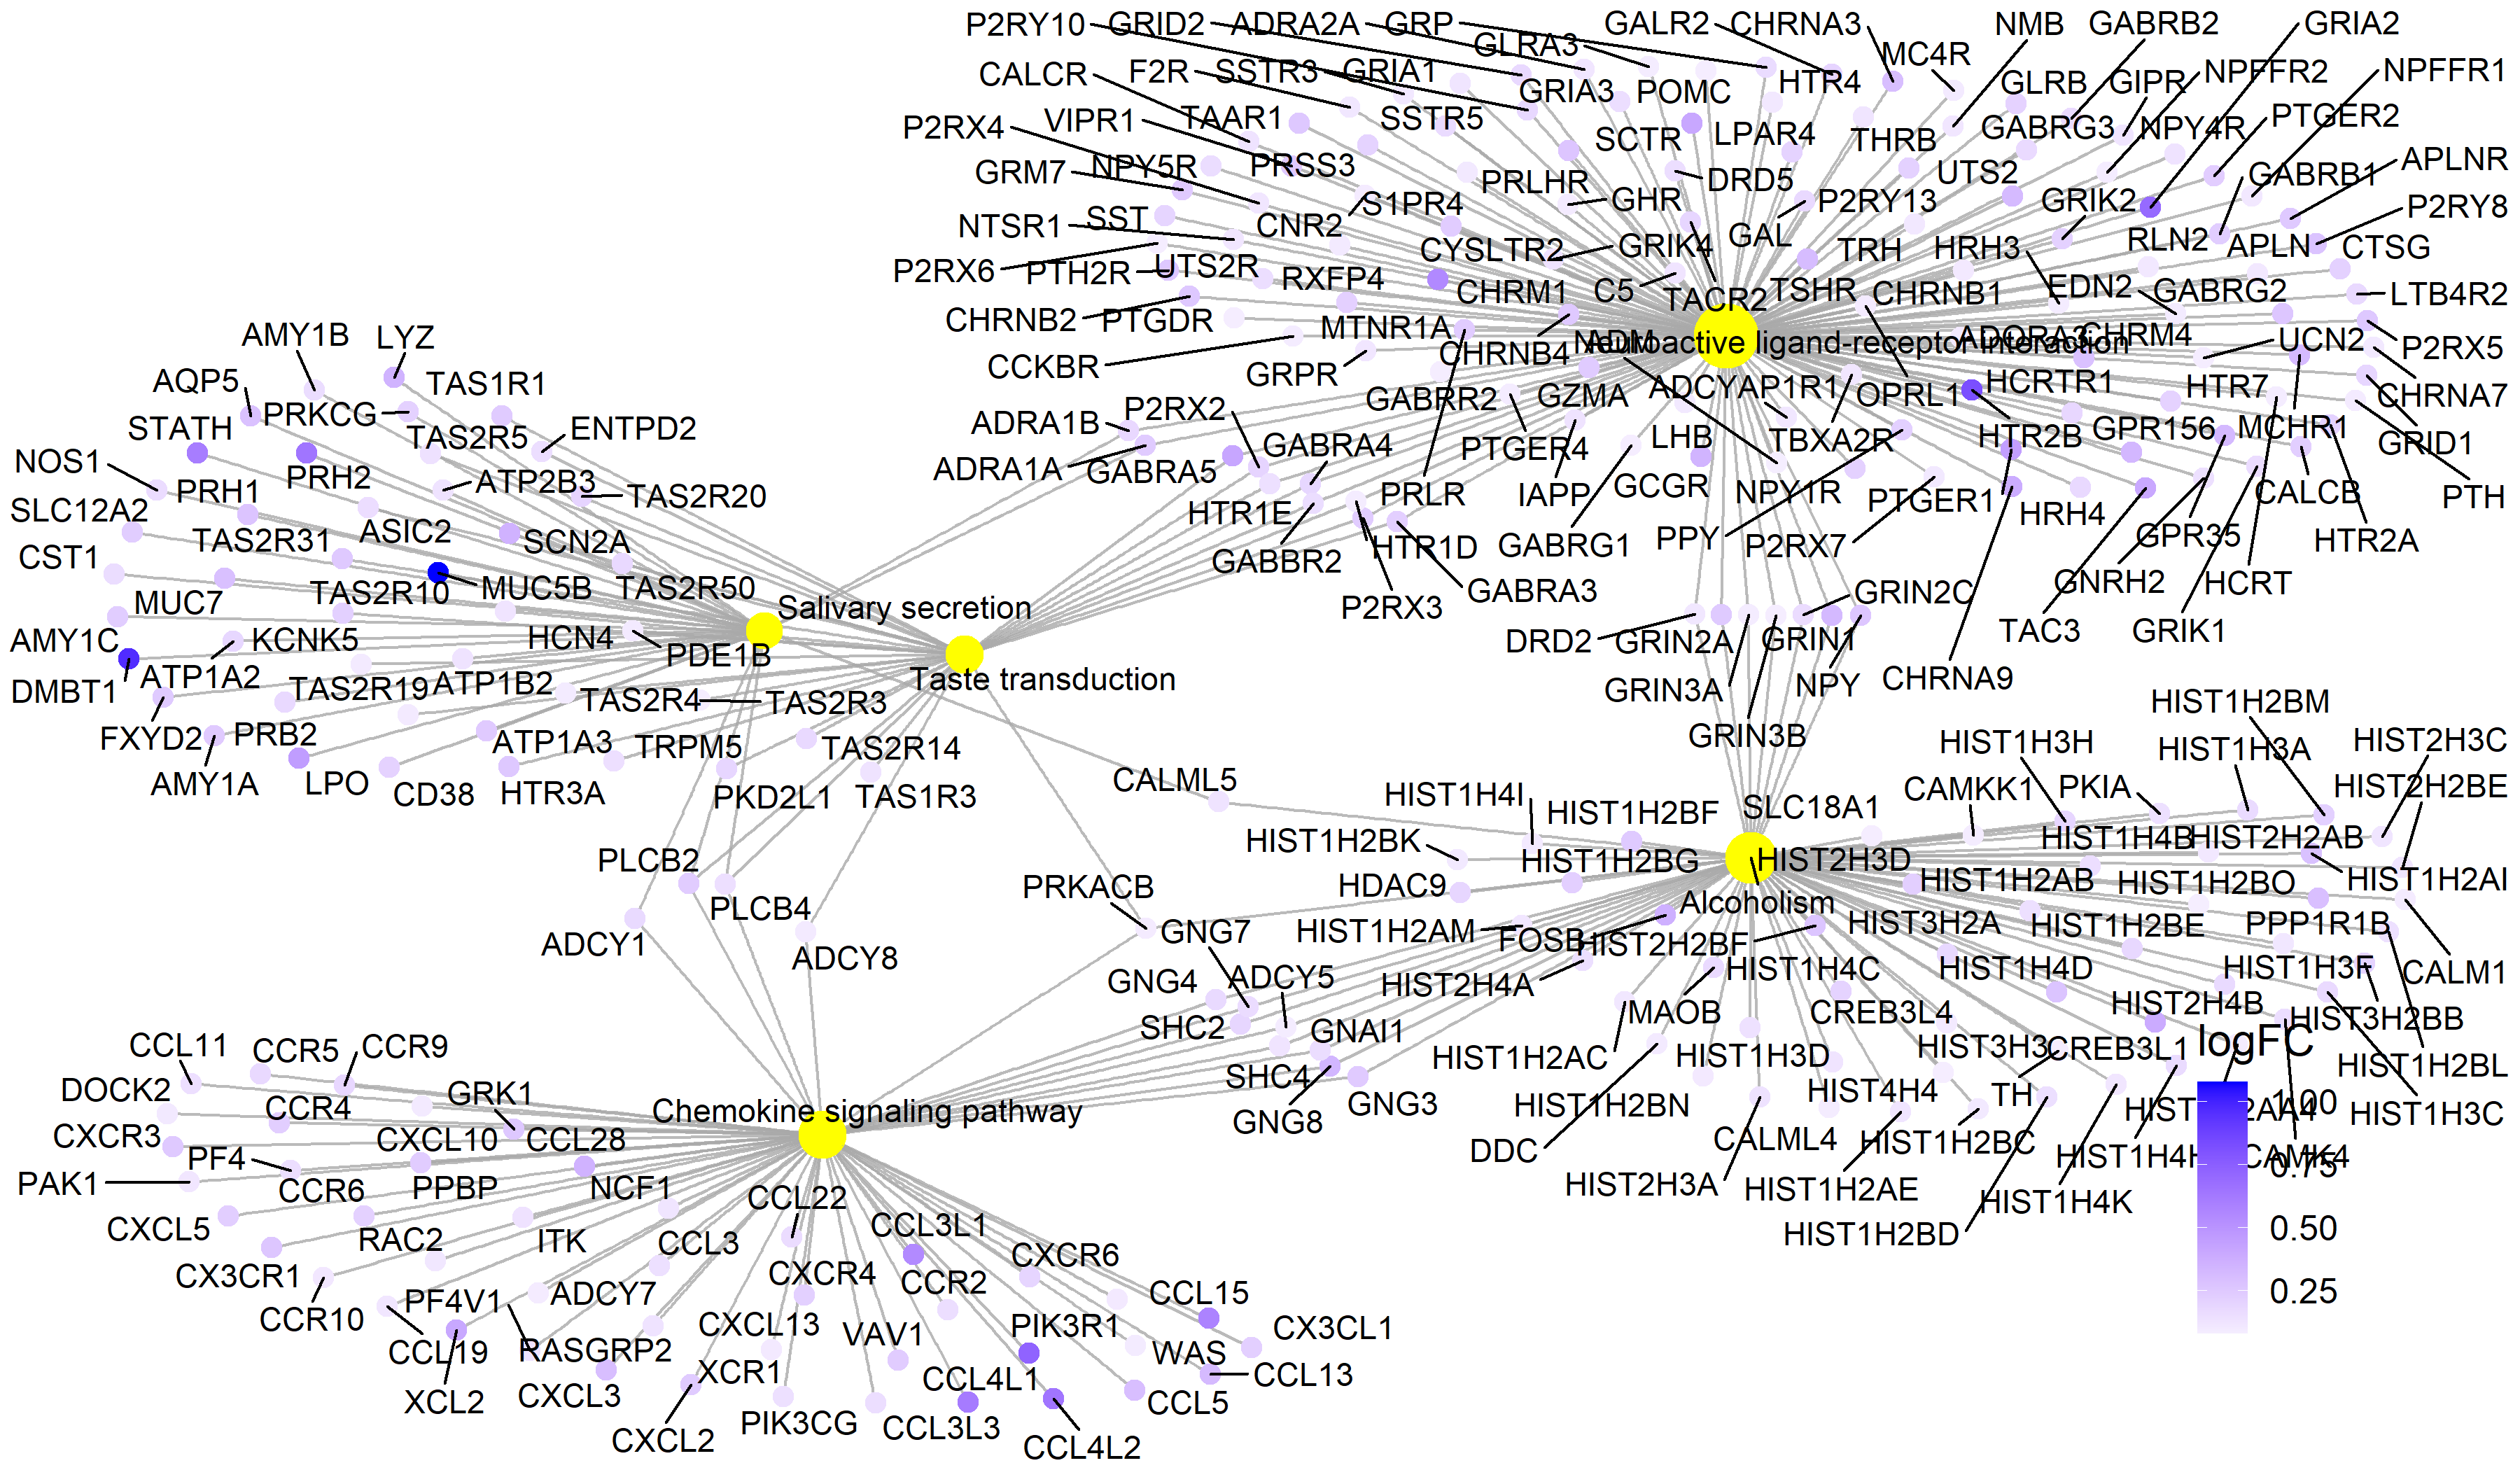 P2RY10
GRID2
ADRA2A
GRP
GLRA3
GALR2
CHRNA3
MC4R
NMB
GABRB2
GRIA2
CALCR
F2R
SSTR3
GRIA1
GRIA3
POMC
HTR4
GLRB
GIPR
NPFFR2
NPFFR1
P2RX4
VIPR1
TAAR1
SSTR5
SCTR
LPAR4
THRB
GABRG3
NPY4R
PTGER2
GRM7
NPY5R
PRSS3
PRLHR
GHR
DRD5
UTS2
GABRB1
APLNR
NTSR1
SST
CNR2
S1PR4
P2RY13
GRIK2
P2RY8
P2RX6
PTH2R
UTS2R
RXFP4
CYSLTR2
GRIK4
GAL
TRH
HRH3
RLN2
APLN
CTSG
CHRNB2
PTGDR
MTNR1A
CHRM1
C5
TACR2
TSHR
CHRNB1
EDN2
GABRG2
LTB4R2
CCKBR
GRPR
CHRNB4
ADM
Neuroactive ligand-receptor interaction
ADORA3
CHRM4
UCN2
P2RX5
AMY1B
LYZ
AQP5
PRKCG
TAS1R1
STATH
TAS2R5
ENTPD2
ADRA1B
P2RX2
GABRR2
GZMA
ADCYAP1R1
OPRL1
HCRTR1
HTR7
CHRNA7
ADRA1A
GABRA5
GABRA4
PTGER4
LHB
TBXA2R
HTR2B
GPR156
MCHR1
GRID1
NOS1
PRH1
PRH2
ATP2B3
TAS2R20
HTR1E
PRLR
IAPP
GCGR
NPY1R
PTGER1
HRH4
CALCB
PTH
SLC12A2
TAS2R31
ASIC2
SCN2A
GABBR2
HTR1D
GABRG1
PPY
P2RX7
GPR35
HTR2A
CST1
MUC7
TAS2R10
MUC5B
TAS2R50
P2RX3
GABRA3
GNRH2
HCRT
Salivary secretion
GRIN2C
TAC3
GRIK1
AMY1C
KCNK5
HCN4
PDE1B
DRD2
GRIN2A
GRIN1
DMBT1
ATP1A2
TAS2R19
ATP1B2
Taste transduction
GRIN3A
NPY
CHRNA9
FXYD2
PRB2
TAS2R4
TAS2R3
GRIN3B
HIST1H2BM
AMY1A
LPO
CD38
ATP1A3
HTR3A
TRPM5
TAS2R14
PKD2L1
TAS1R3
CALML5
HIST1H4I
HIST1H2BF
SLC18A1
HIST1H3H
CAMKK1
PKIA
HIST1H3A
HIST2H3C
HIST2H2BE
HIST1H2BK
HIST1H2BG
HIST2H3D
HIST1H4B
HIST2H2AB
PLCB2
PRKACB
HDAC9
Alcoholism
HIST1H2AB
HIST1H2BO
HIST1H2AI
PLCB4
ADCY1
ADCY8
GNG7
HIST1H2AM
FOSB
HIST2H2BF
HIST3H2A
HIST1H2BE
PPP1R1B
GNG4
ADCY5
HIST2H4A
HIST1H4C
HIST1H4D
HIST1H3F
CALM1
SHC2
GNAI1
MAOB
CREB3L4
HIST2H4B
HIST3H2BB
CCL11
CCR5
CCR9
HIST1H2AC
HIST1H3D
HIST3H3
CREB3L1
logFC
HIST1H2BL
DOCK2
CCR4
GRK1
SHC4
HIST1H2BN
HIST4H4
TH
1.00
HIST1H3C
Chemokine signaling pathway
GNG8
GNG3
CXCR3
PF4
CXCL10
CCL28
DDC
CALML4
HIST1H2BC
CAMK4
0.75
PAK1
CCR6
PPBP
NCF1
CCL22
HIST2H3A
HIST1H2AE
HIST1H4K
CXCL5
RAC2
ITK
CCL3
CCL3L1
HIST1H2BD
0.50
CX3CR1
ADCY7
CXCR4
CCR2
CXCR6
CCL15
0.25
CCR10
PF4V1
CXCL13
VAV1
PIK3R1
CX3CL1
CCL19
RASGRP2
XCR1
WAS
CCL13
XCL2
CXCL3
CCL4L1
CCL5
CXCL2
PIK3CG
CCL3L3
CCL4L2